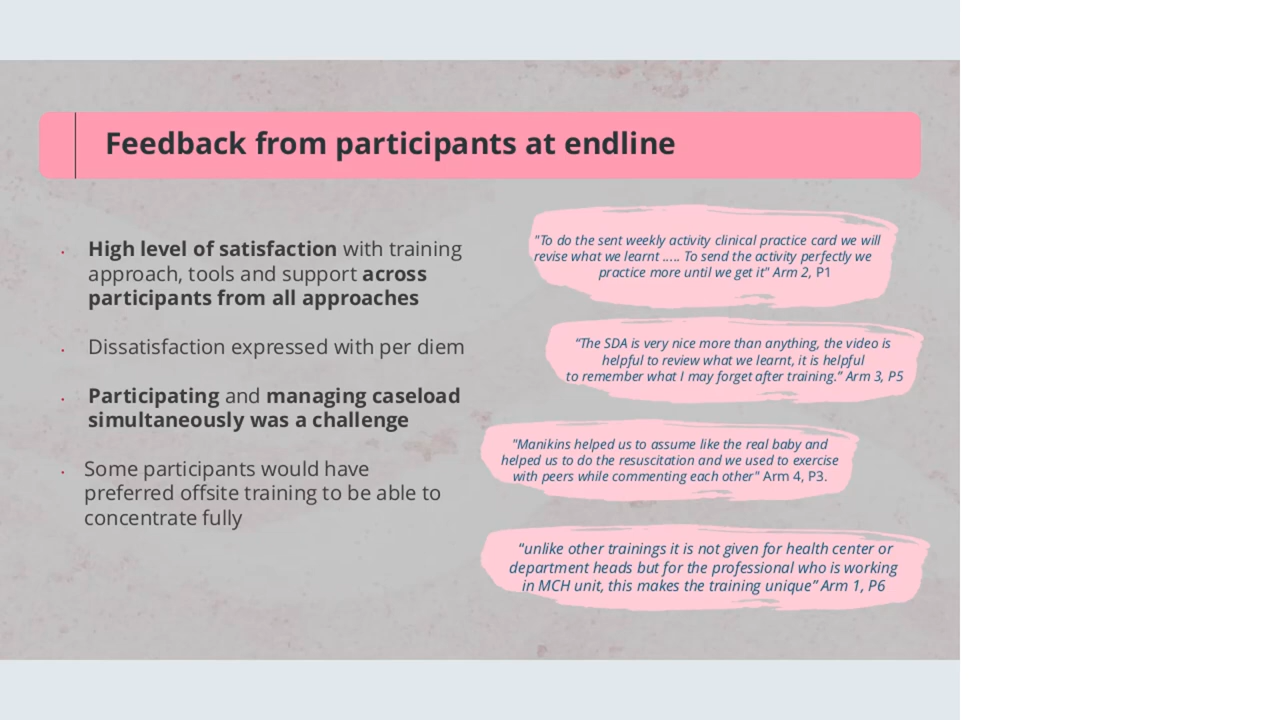 Feedback from participants at endline
· High level of satisfaction with training
approach, tools and support across
participants from all approaches
· Dissatisfaction expressed with per diem
· Participating and managing caseload
simultaneously was a challenge
· Some participants would have
preferred offsite training to be able to
concentrate fully
"To do the sent weekly activity clinical practice card we will
revise what we learnt ..... To send the activity perfectly we
practice more until we get it" Arm 2, P1
“The SDA is very nice more than anything, the video is
helpful to review what we learnt, it is helpful
to remember what I may forget after training.” Arm 3, P5
"Manikins helped us to assume like the real baby and
helped us to do the resuscitation and we used to exercise
with peers while commenting each other" Arm 4, P3.
“unlike other trainings it is not given for health center or
department heads but for the professional who is working
in MCH unit, this makes the training unique” Arm 1, P6